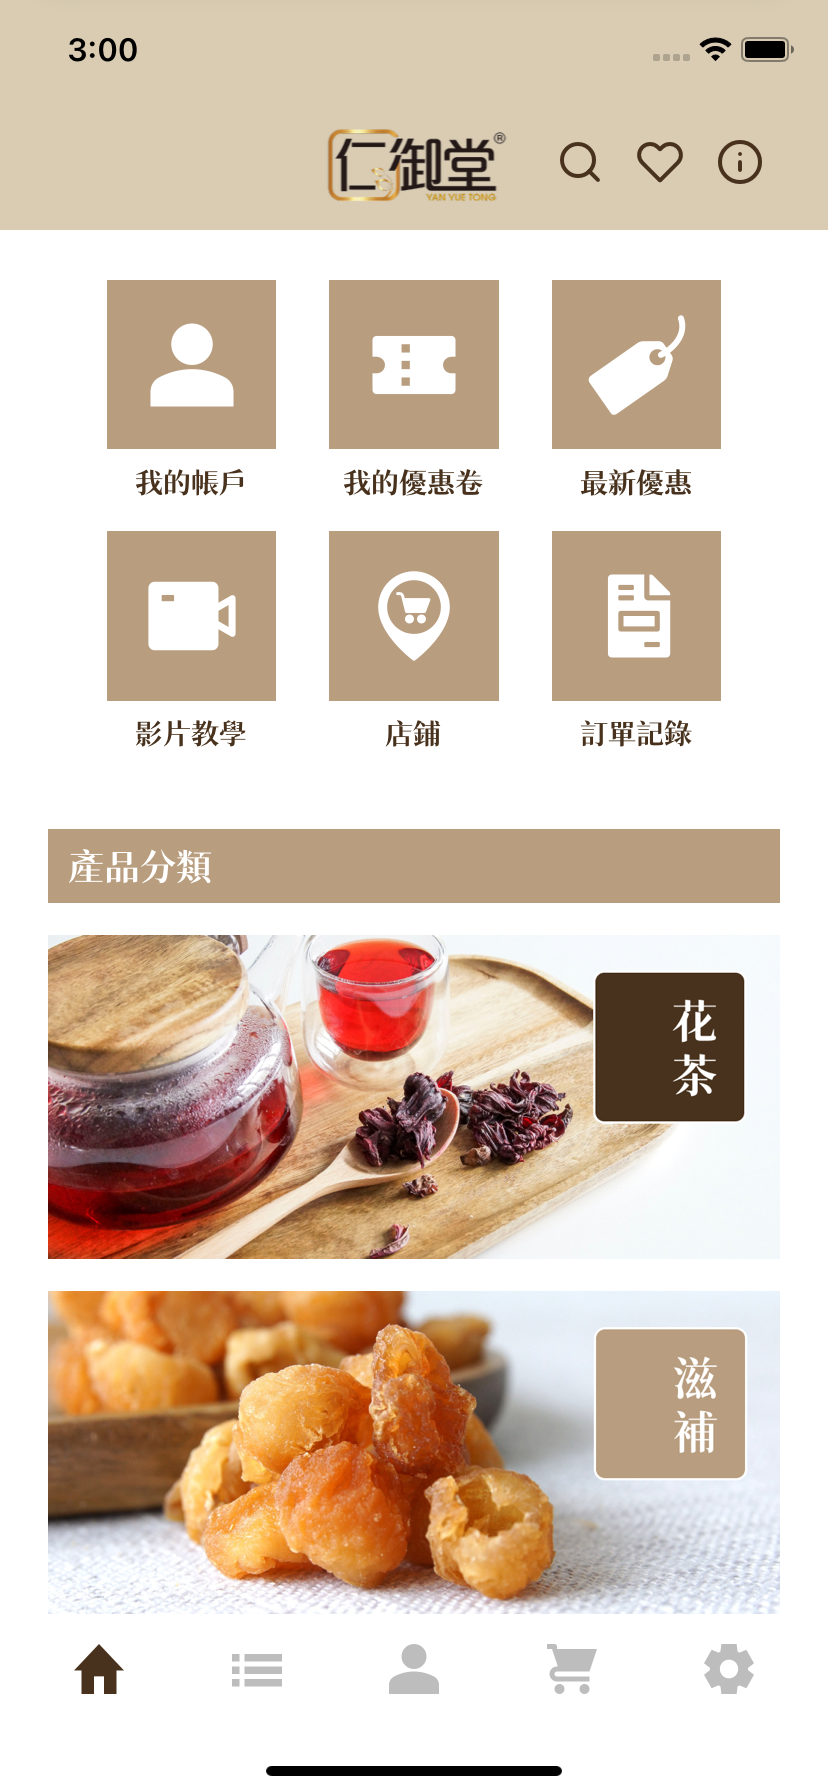 3:00
仁御堂®
YAN YUE TONG
我的帳戶
我的優惠卷
最新優惠
影片教學
店鋪
訂單記錄
產品分類
花茶
滋補